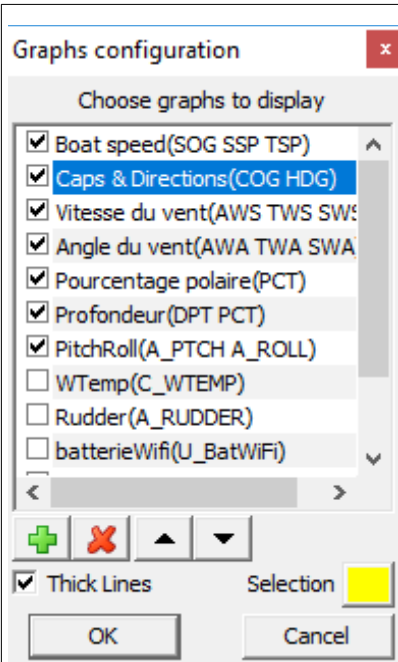 Graphs configuration
x
Choose graphs to display
Boat speed(SOG SSP TSP)
Caps & Directions(COG HDG)
Vitesse du vent(AWS TWS SWS
Angle du vent(AWA TWA SWA
Pourcentage polaire(PCT)
Profondeur(DPT PCT)
PitchRoll(A_PTCH A_ROLL)
WTemp(C_WTEMP)
Rudder(A_RUDDER)
batterieWifi(U_BatWiFi)
Thick Lines Selection
OK Cancel